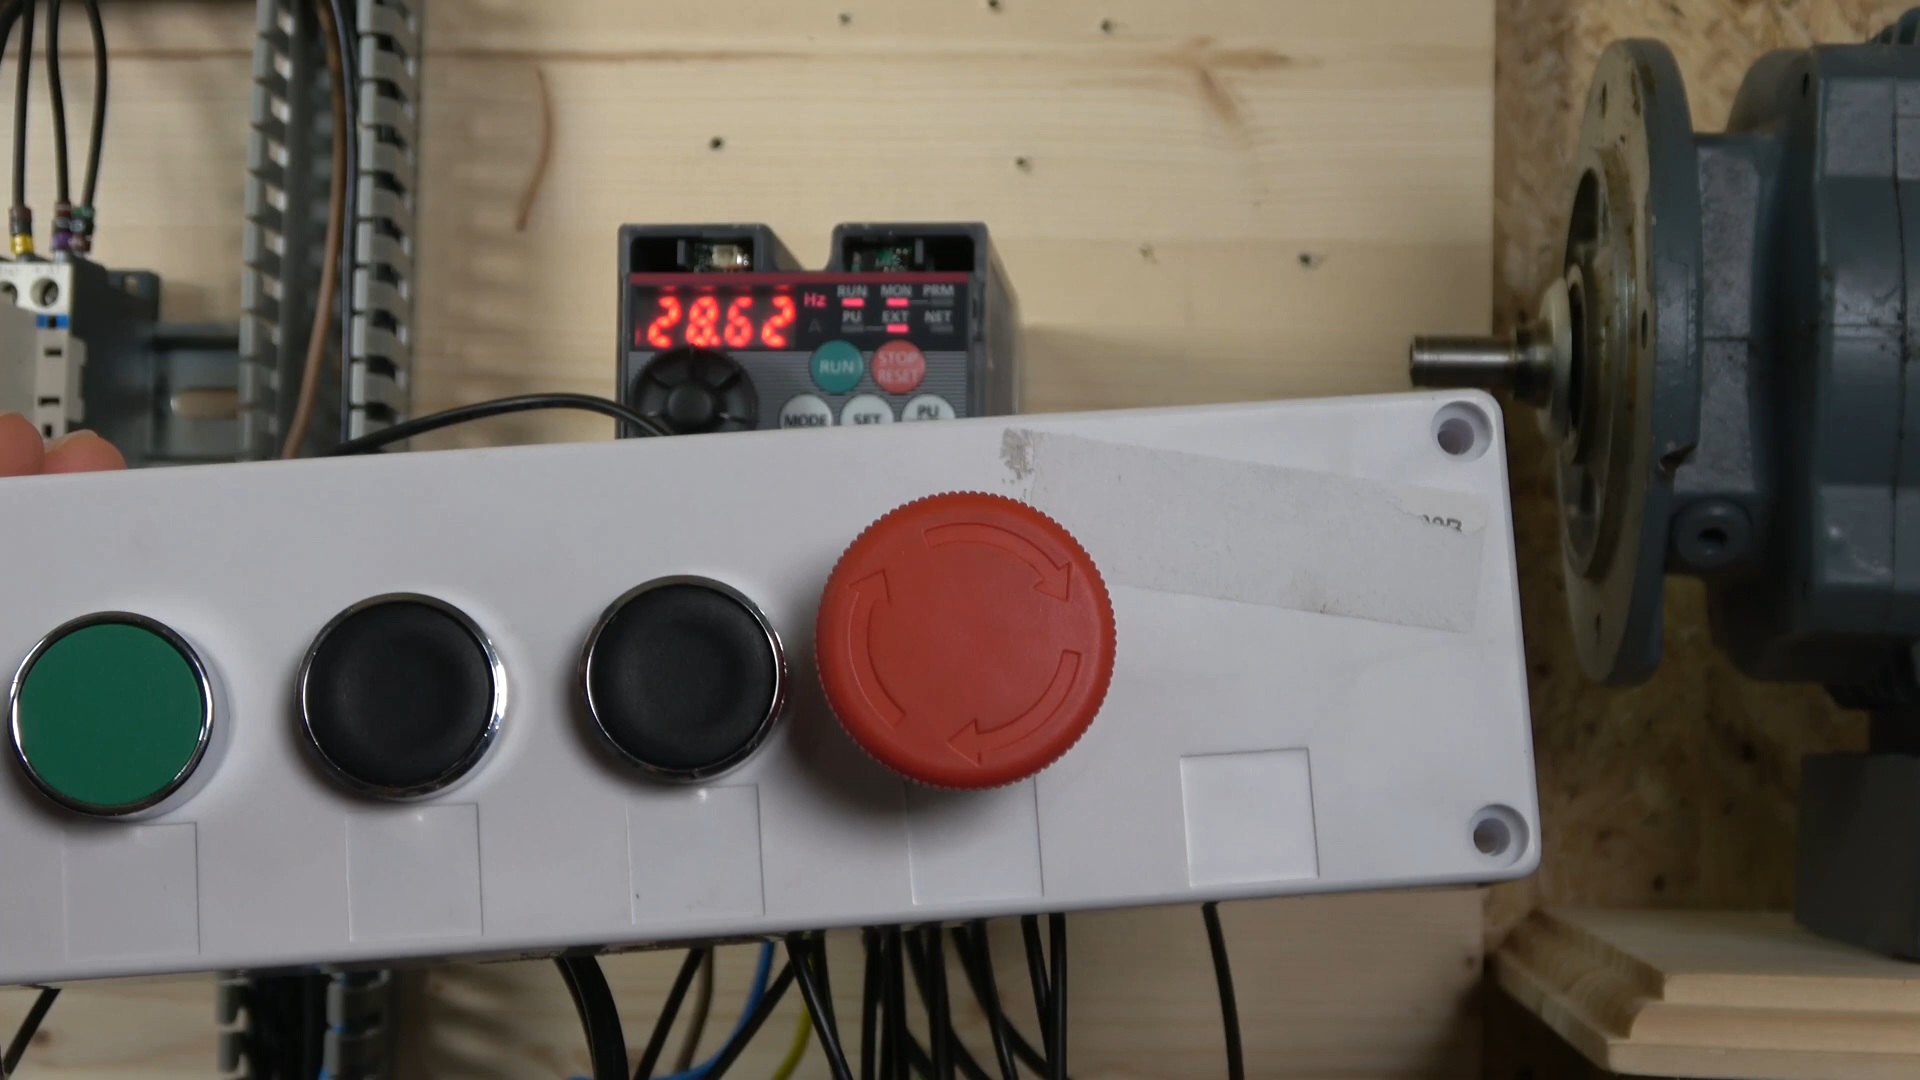 28.62 Hz RUN MON PRM
A PU EXT NET
RUN STOP RESET
MODE SET PU